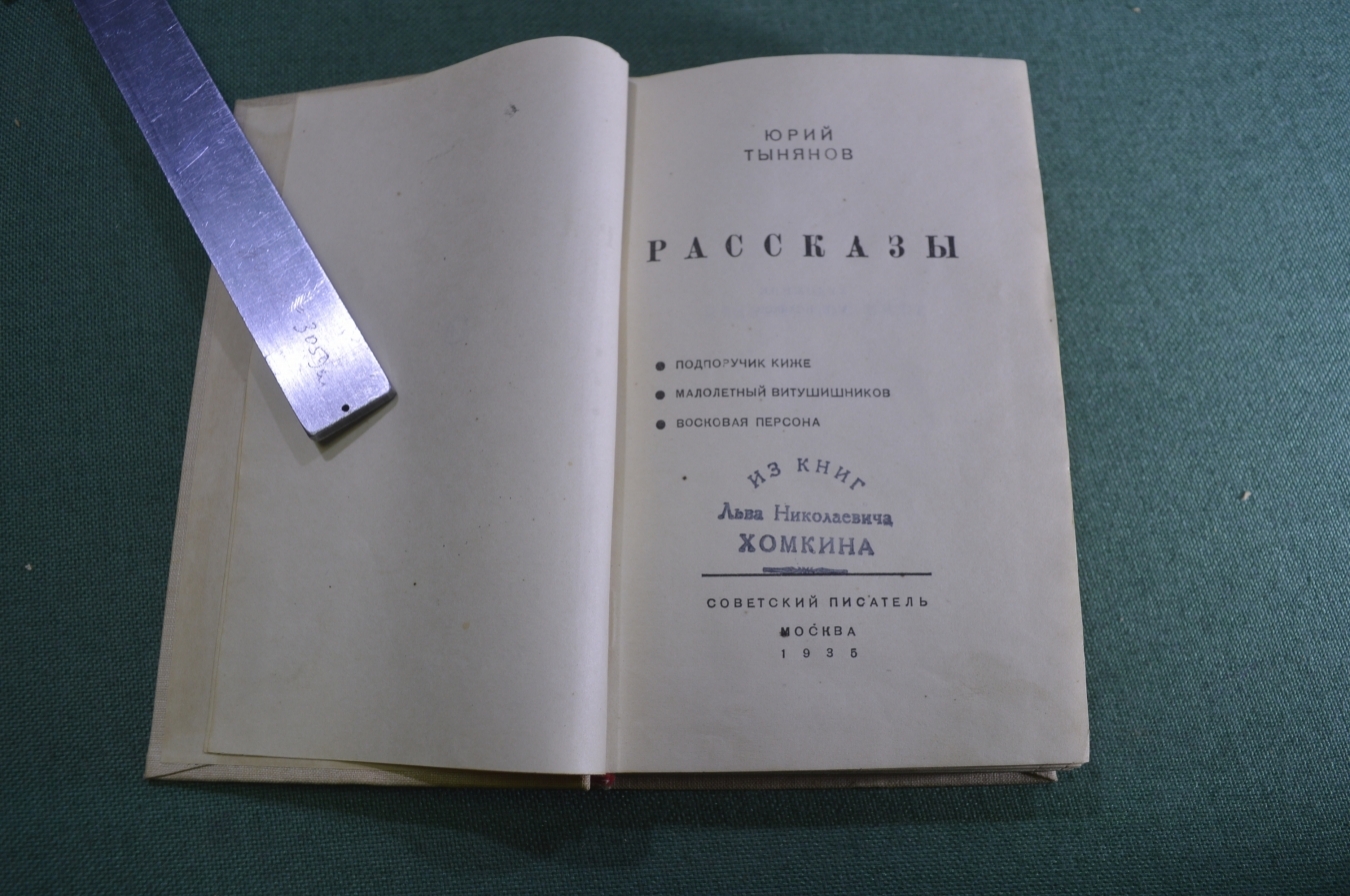 ЮРИЙ
ТЫНЯНОВ
РАССКАЗЫ
ПОДПОРУЧИК КИЖЕ
МАЛОЛЕТНЫЙ ВИТУШИШНИКОВ
ВОСКОВАЯ ПЕРСОНА
ИЗ КНИГ
Льва Николаевича
ХОМКИНА
СОВЕТСКИЙ ПИСАТЕЛЬ
МОСКВА
1935